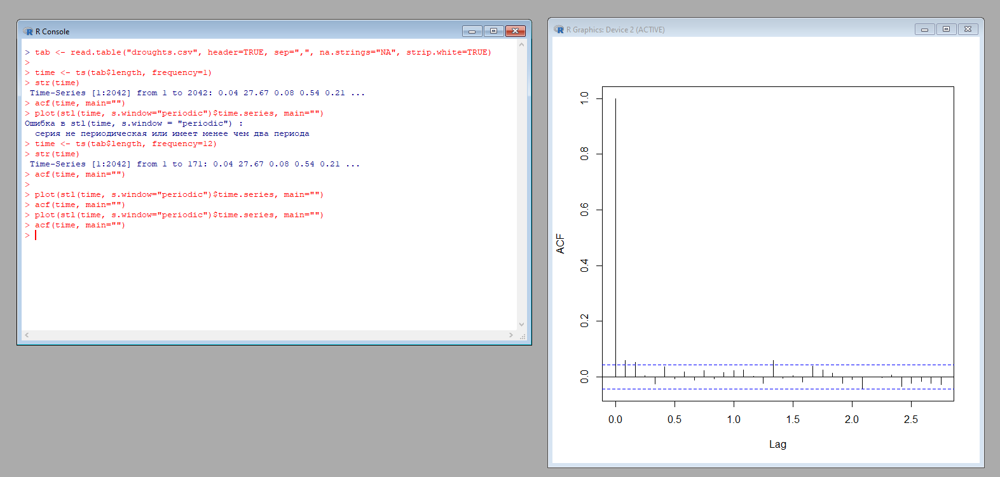 R Console
> tab <- read.table("droughts.csv", header=TRUE, sep=",", na.strings="NA", strip.white=TRUE)
>
> time <- ts(tab$length, frequency=1)
> str(time)
 Time-Series [1:2042] from 1 to 2042: 0.04 27.67 0.08 0.54 0.21 ...
> acf(time, main="")
> plot(stl(time, s.window="periodic")$time.series, main="")
Ошибка в stl(time, s.window = "periodic") :
  серия не периодическая или имеет менее чем два периода
> time <- ts(tab$length, frequency=12)
> str(time)
 Time-Series [1:2042] from 1 to 171: 0.04 27.67 0.08 0.54 0.21 ...
> acf(time, main="")
>
> plot(stl(time, s.window="periodic")$time.series, main="")
> acf(time, main="")
> plot(stl(time, s.window="periodic")$time.series, main="")
> acf(time, main="")
>
R Graphics: Device 2 (ACTIVE)
1.0
0.8
0.6
0.4
0.2
0.0
ACF
0.0 0.5 1.0 1.5 2.0 2.5
Lag